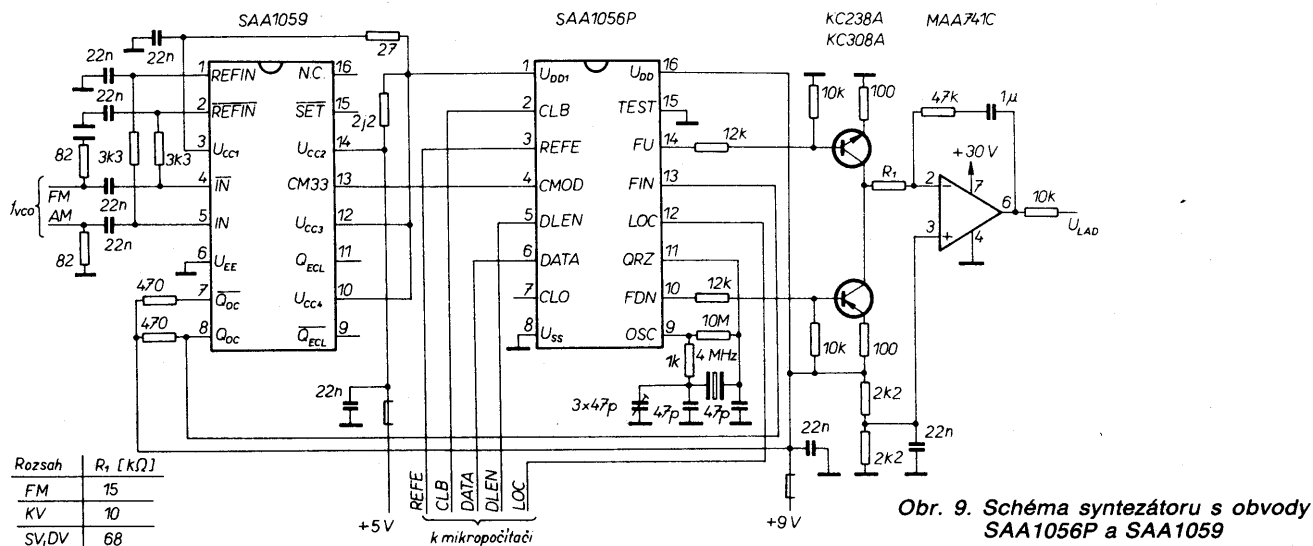 SAA1059
SAA1056P
KC238A
KC308A
MAA741C
22n
22n
22n
27
1 REFIN
N.C. 16
2 REFIN
SET 15
3 UCC1
UCC2 14
4 IN
CM33 13
5 IN
UCC3 12
6 UEE
QECL 11
7 QOC
UCC4 10
8 QOC
QECL 9
82
3k3
3k3
2j2
fvco
FM
AM
22n
22n
82
470
470
22n
+5V
1 UDD1
UDD 16
2 CLB
TEST 15
3 REFE
FU 14
4 CMOD
FIN 13
5 DLEN
LOC 12
6 DATA
QRZ 11
7 CLO
FDN 10
8 USS
OSC 9
12k
12k
10M
1k
4 MHz
3x47p
47p
47p
10k
100
R1
47k
1µ
+30V
2
7
3
6
4
10k
ULAD
10k
100
2k2
2k2
22n
22n
+9V
REFE
CLB
DATA
DLEN
LOC
k mikropočítači
Rozsah R1 [kΩ]
FM 15
KV 10
SV,DV 68
Obr. 9. Schéma syntezátoru s obvody
SAA1056P a SAA1059